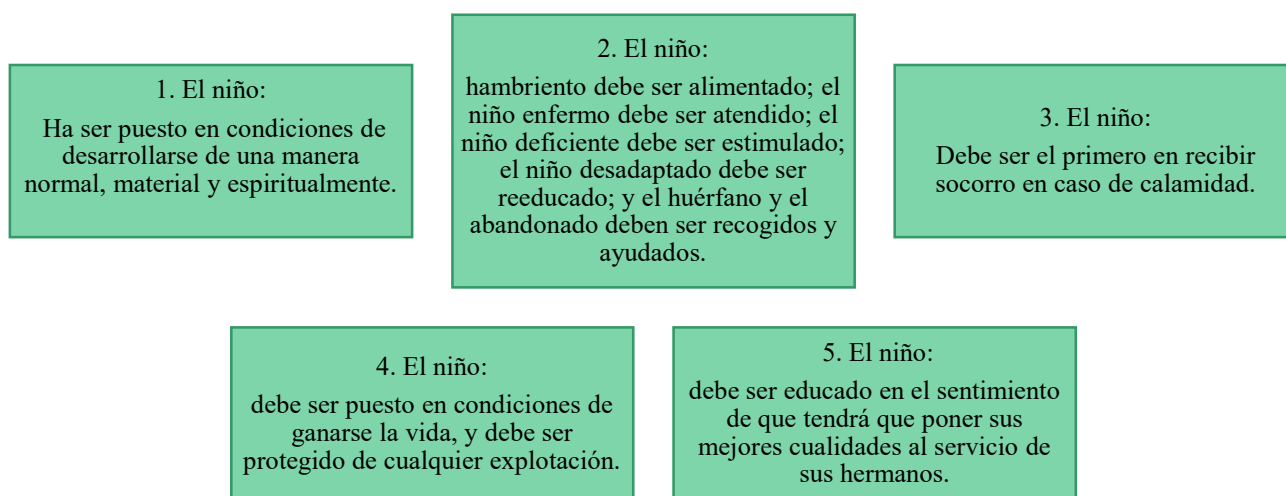 1. El niño:
Ha ser puesto en condiciones de
desarrollarse de una manera
normal, material y espiritualmente.
2. El niño:
hambriento debe ser alimentado; el
niño enfermo debe ser atendido; el
niño deficiente debe ser estimulado;
el niño desadaptado debe ser
reeducado; y el huérfano y el
abandonado deben ser recogidos y
ayudados.
3. El niño:
Debe ser el primero en recibir
socorro en caso de calamidad.
4. El niño:
debe ser puesto en condiciones de
ganarse la vida, y debe ser
protegido de cualquier explotación.
5. El niño:
debe ser educado en el sentimiento
de que tendrá que poner sus
mejores cualidades al servicio de
sus hermanos.